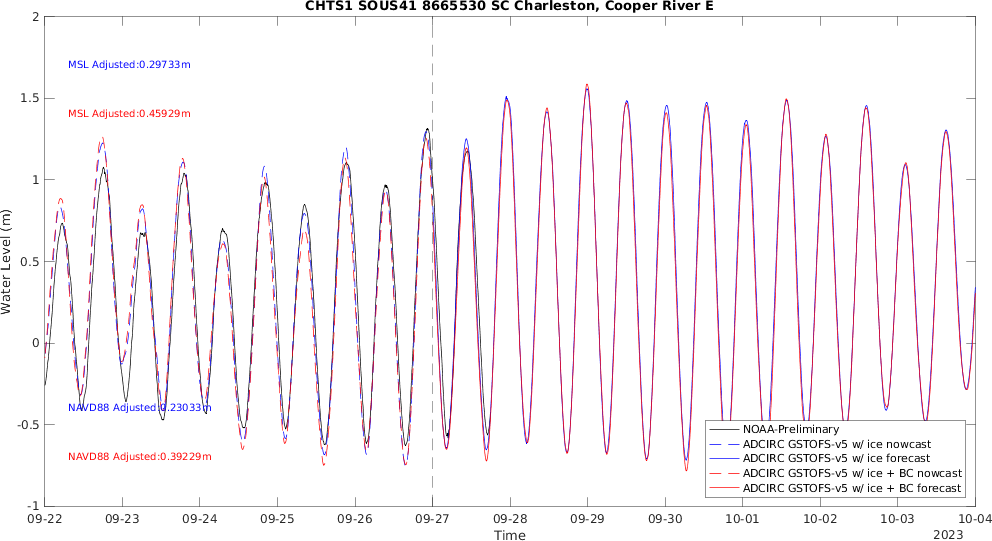 CHTS1 SOUS41 8665530 SC Charleston, Cooper River E
2
1.5
1
0.5
0
-0.5
-1
Water Level (m)
MSL Adjusted:0.29733m
MSL Adjusted:0.45929m
NAVD88 Adjusted:0.23033m
NAVD88 Adjusted:0.39229m
NOAA-Preliminary
ADCIRC GSTOFS-v5 w/ ice nowcast
ADCIRC GSTOFS-v5 w/ ice forecast
ADCIRC GSTOFS-v5 w/ ice + BC nowcast
ADCIRC GSTOFS-v5 w/ ice + BC forecast
09-22 09-23 09-24 09-25 09-26 09-27 09-28 09-29 09-30 10-01 10-02 10-03 10-04
Time
2023